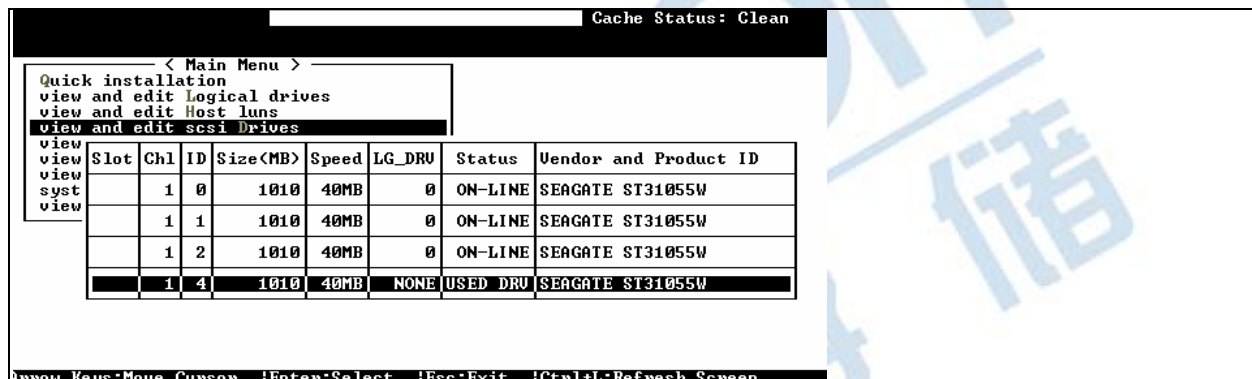 Cache Status: Clean
< Main Menu >
Quick installation
view and edit Logical drives
view and edit Host luns
view and edit scsi Drives
view
view
view
syst
view
Slot Chl ID Size(MB) Speed LG_DRV Status Vendor and Product ID
1 0 1010 40MB 0 ON-LINE SEAGATE ST31055W
1 1 1010 40MB 0 ON-LINE SEAGATE ST31055W
1 2 1010 40MB 0 ON-LINE SEAGATE ST31055W
1 4 1010 40MB NONE USED DRV SEAGATE ST31055W
Arrow Keys:Move Cursor |Enter:Select |Esc:Exit |Ctrl+L:Refresh Screen
储